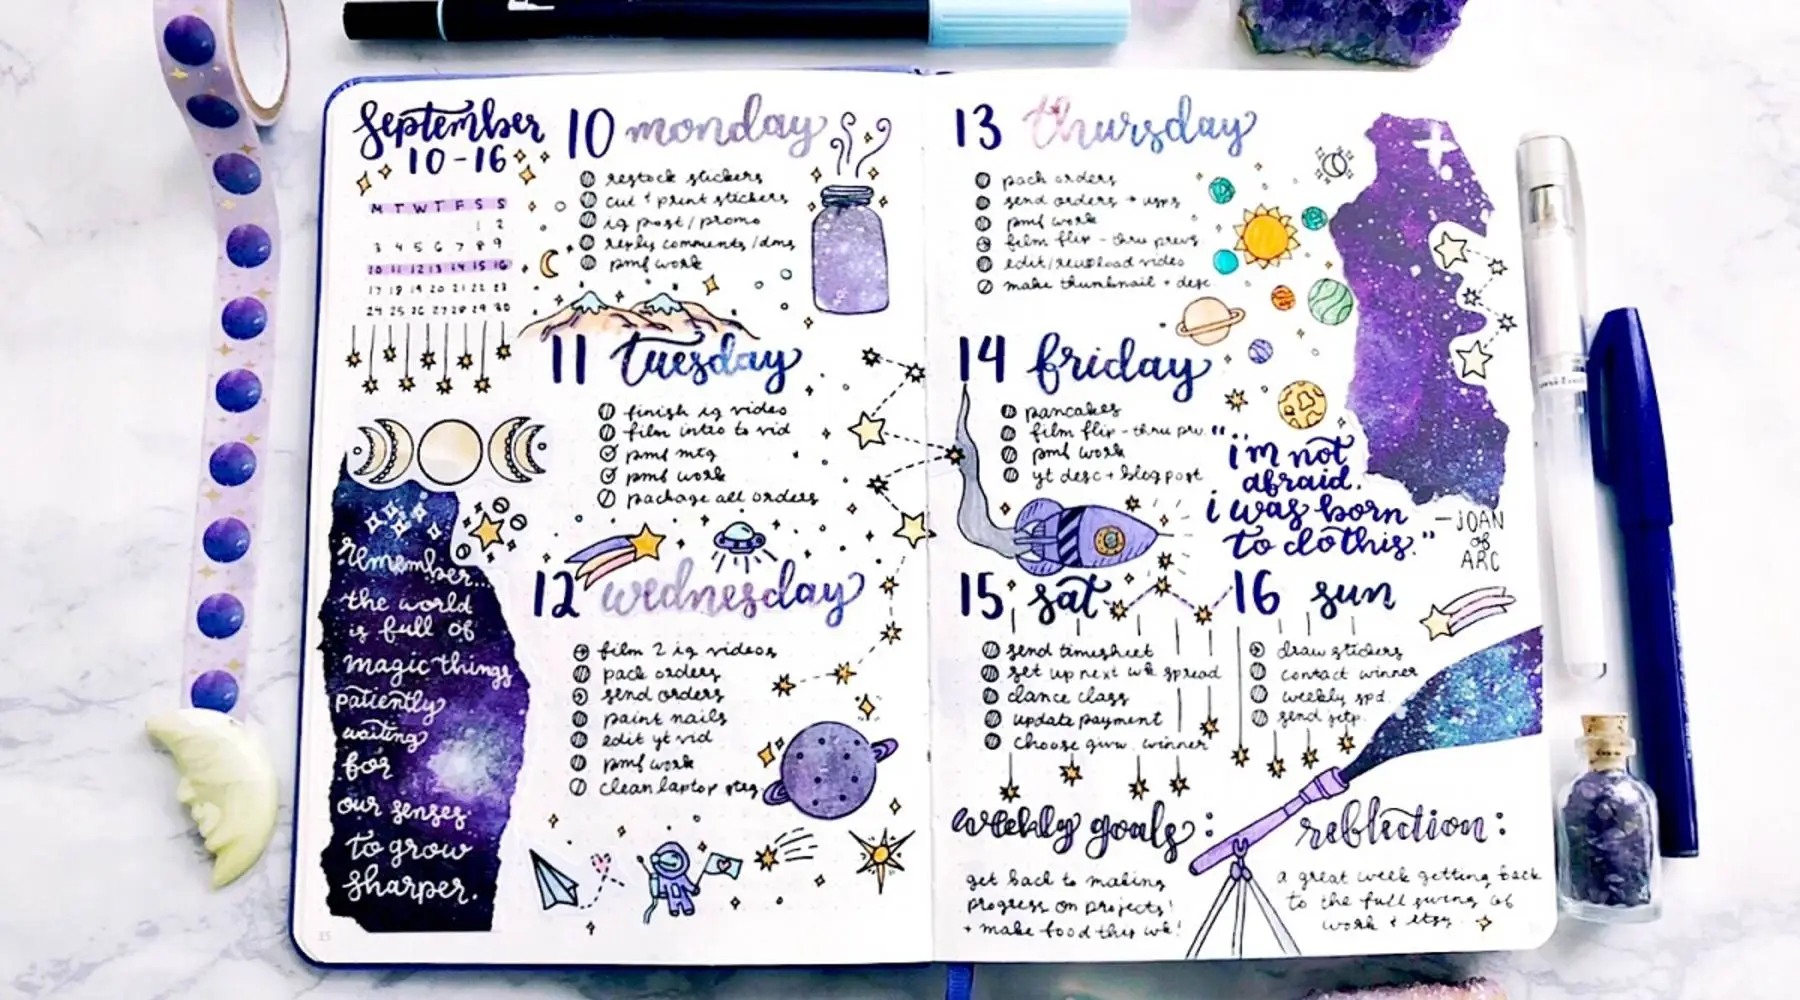 September
10-16
M T W T F S S
1 2
3 4 5 6 7 8 9
10 11 12 13 14 15 16
17 18 19 20 21 22 23
24 25 26 27 28 29 30
remember...
the world
is full of
magic things
patiently
waiting
for
our senses
to grow
sharper.
10 monday
restock stickers
cut + print stickers
ig post/promo
reply comments/dms
pmf work
11 tuesday
finish ig video
film intro to vid
pmf mtg
pmf work
package all orders
12 wednesday
film 2 ig videos
pack orders
send orders
paint nails
edit yt vid
pmf work
clean laptop
13 thursday
pack orders
send orders → usps
pmf work
film flip-thru prevs
edit/reupload video
make thumbnail + desc
14 friday
pancakes
film flip-thru prv.
pmf work
yt desc + blog post
"i'm not
afraid.
i was born
to do this."
—JOAN
of
ARC
15 sat
send timesheet
set up next wk spread
dance class
update payment
choose givw. winner
16 sun
draw stickers
contact winner
weekly spd.
send
weekly goals:
get back to making
progress on projects!
+ make food this wk!
reflection:
a great week getting back
to the full swing of
work + etsy.